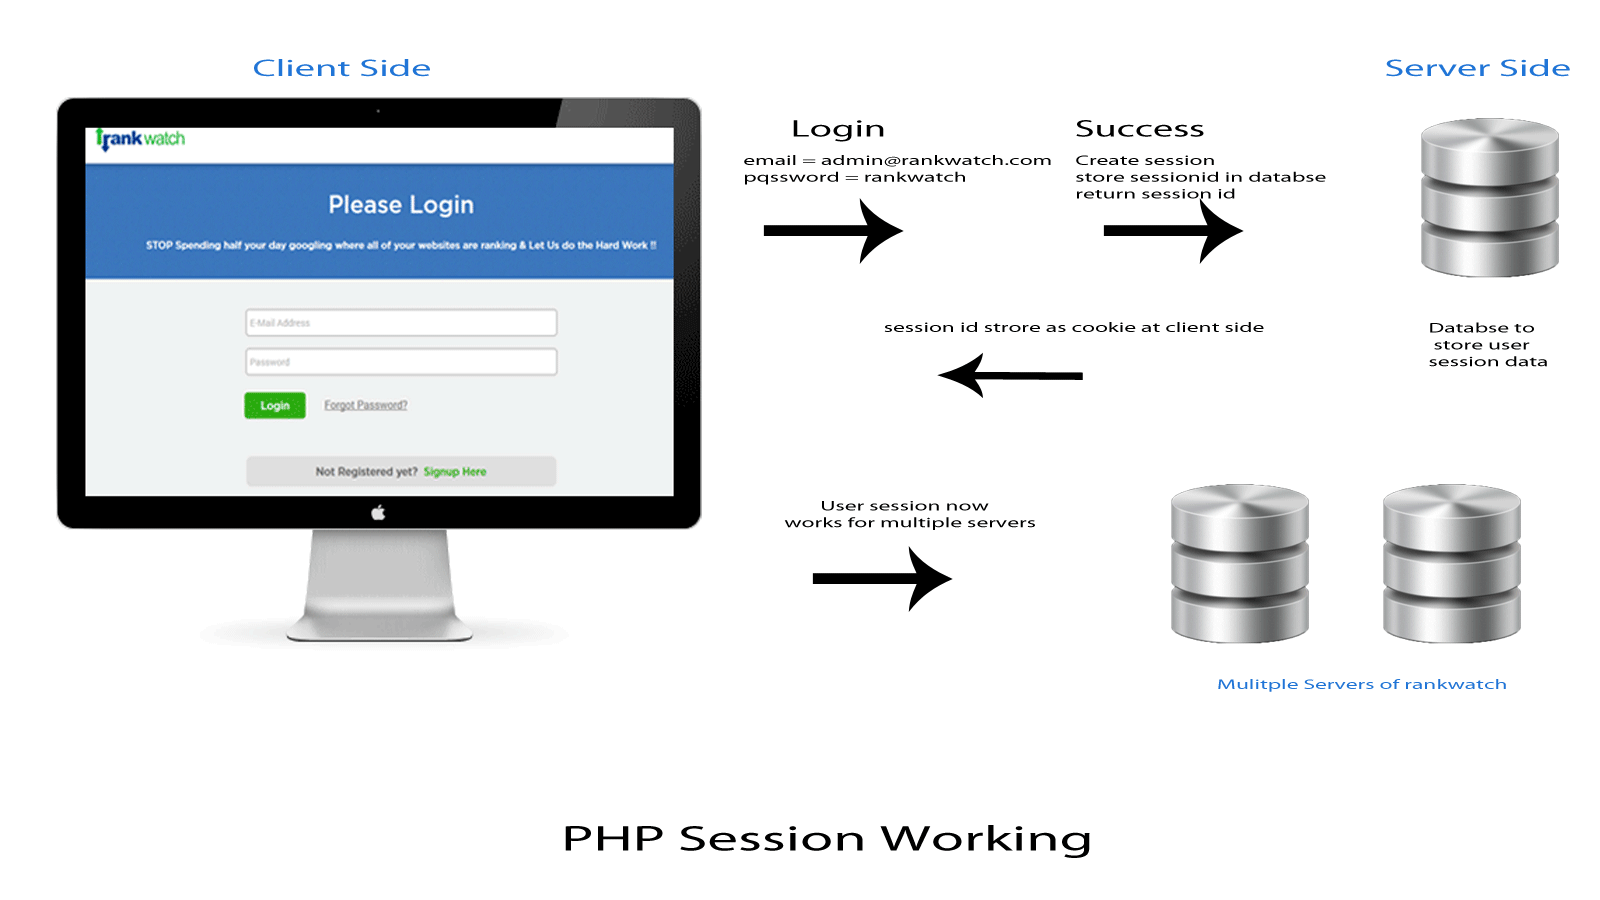 Client Side
Server Side
rankwatch
Please Login
STOP Spending half your day googling where all of your websites are ranking & Let Us do the Hard Work !!
E-Mail Address
Password
Login
Forgot Password?
Not Registered yet? Signup Here
Login
email = admin@rankwatch.com
pqssword = rankwatch
Success
Create session
store sessionid in databse
return session id
session id strore as cookie at client side
Databse to
store user
session data
User session now
works for multiple servers
Mulitple Servers of rankwatch
PHP Session Working